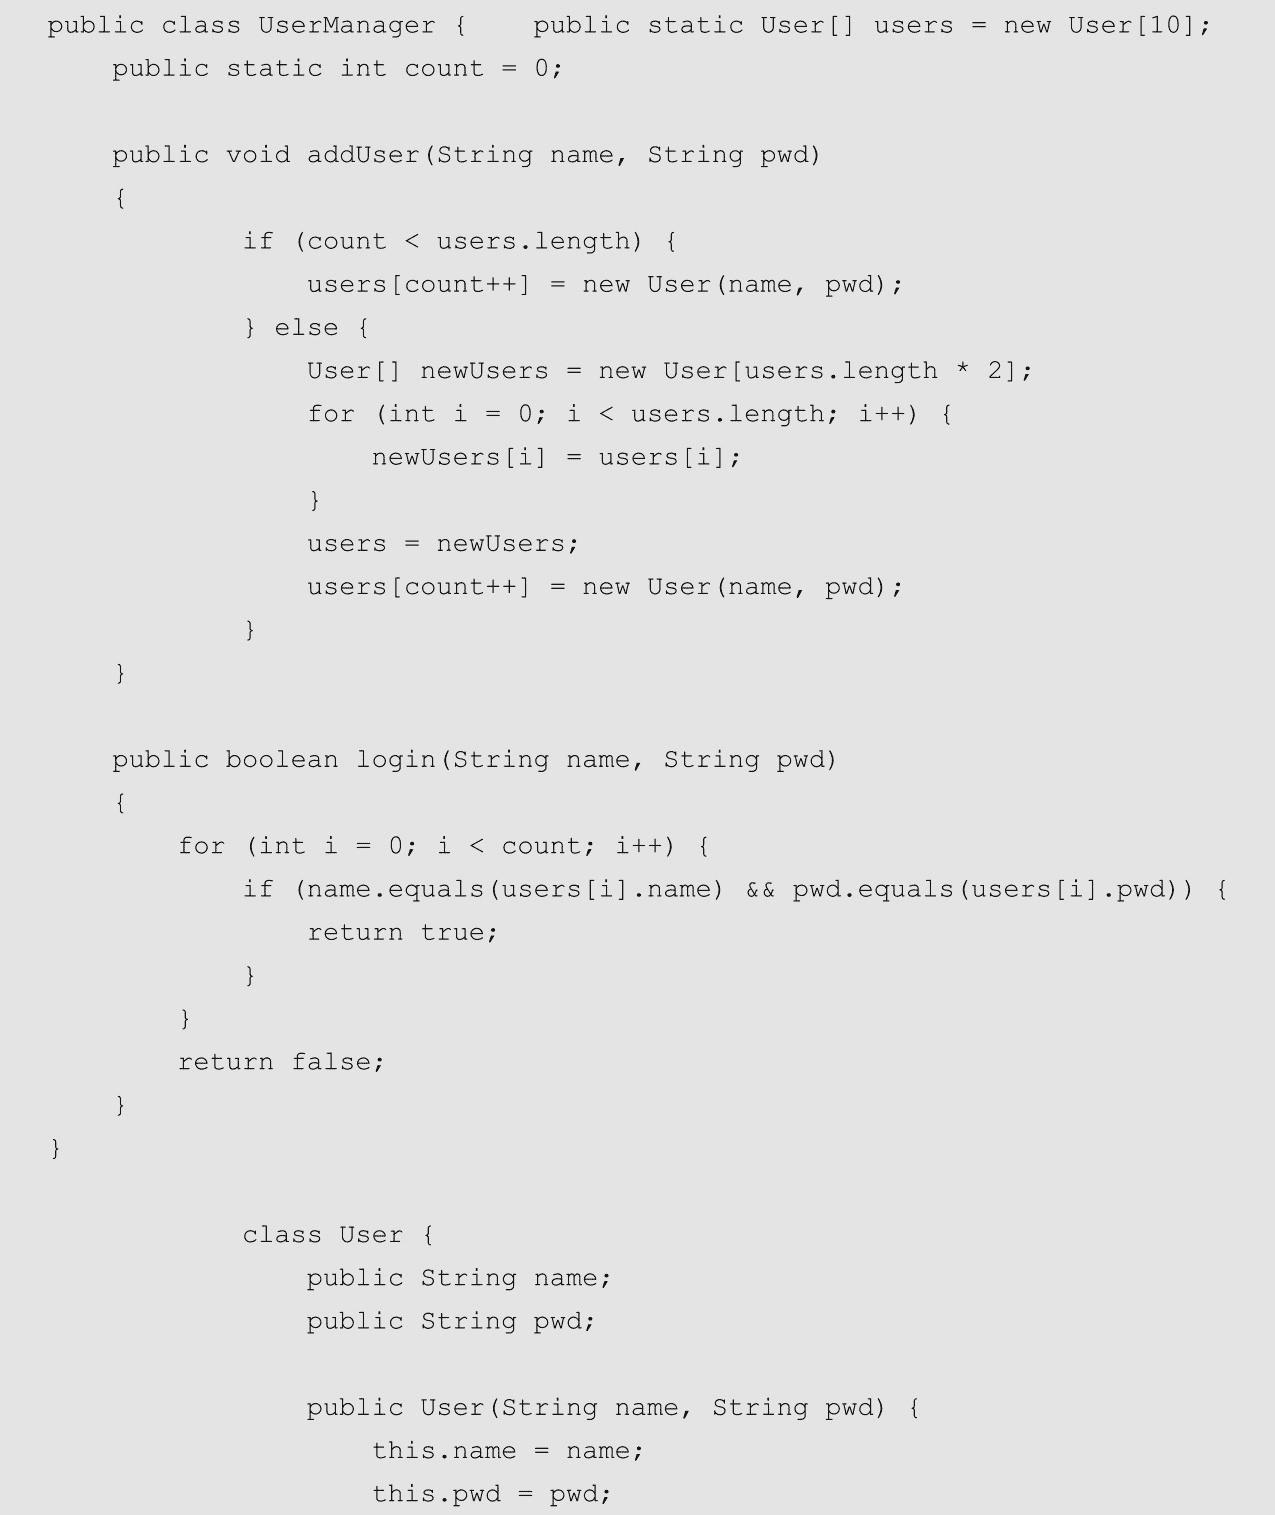 public class UserManager {    public static User[] users = new User[10];
    public static int count = 0;

    public void addUser(String name, String pwd)
    {
            if (count < users.length) {
                users[count++] = new User(name, pwd);
            } else {
                User[] newUsers = new User[users.length * 2];
                for (int i = 0; i < users.length; i++) {
                    newUsers[i] = users[i];
                }
                users = newUsers;
                users[count++] = new User(name, pwd);
            }
    }

    public boolean login(String name, String pwd)
    {
        for (int i = 0; i < count; i++) {
            if (name.equals(users[i].name) && pwd.equals(users[i].pwd)) {
                return true;
            }
        }
        return false;
    }
}

            class User {
                public String name;
                public String pwd;

                public User(String name, String pwd) {
                    this.name = name;
                    this.pwd = pwd;